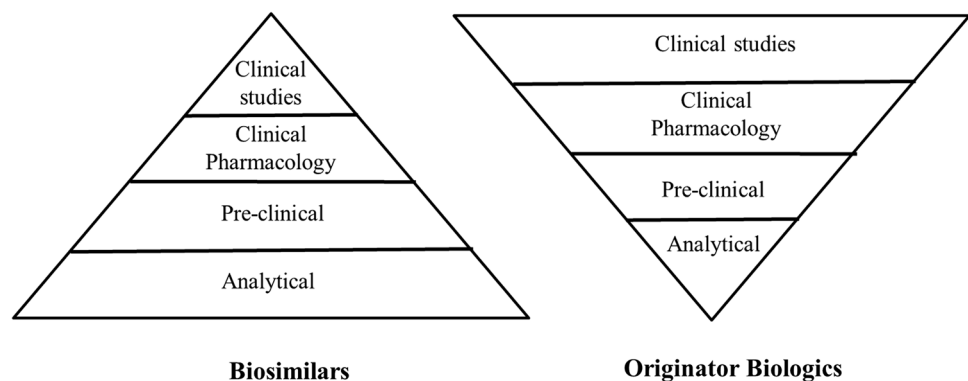 Clinical
studies
Clinical
Pharmacology
Pre-clinical
Analytical
Biosimilars
Clinical studies
Clinical
Pharmacology
Pre-clinical
Analytical
Originator Biologics